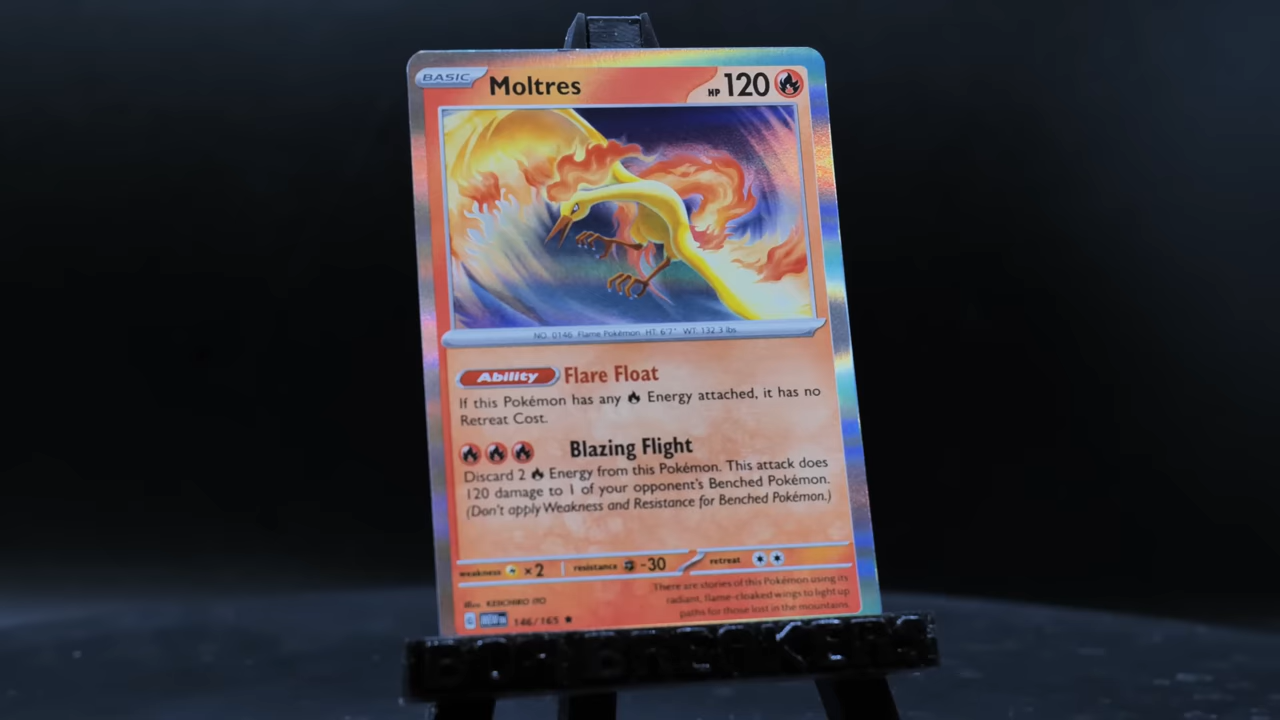 BASIC Moltres HP 120
NO. 0146 Flame Pokémon HT: 6'7" WT: 132.3 lbs
Ability Flare Float
If this Pokémon has any Energy attached, it has no
Retreat Cost.
Blazing Flight
Discard 2 Energy from this Pokémon. This attack does
120 damage to 1 of your opponent's Benched Pokémon.
(Don't apply Weakness and Resistance for Benched Pokémon.)
weakness ×2 resistance -30 retreat
There are stories of this Pokémon using its
radiant, flame-cloaked wings to light up
paths for those lost in the mountains.
Illus.
MEW EN 146/165